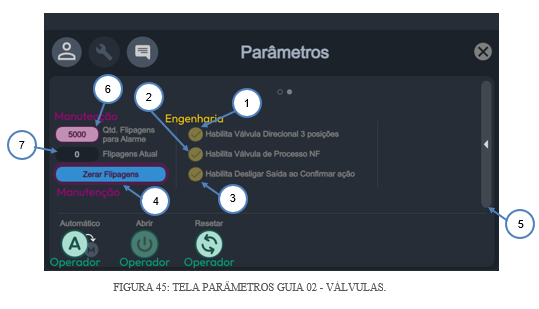 Parâmetros
6
2
1
Manutenção
Engenharia
5000
Qtd. Flipagens
para Alarme
Habilita Válvula Direcional 3 posições
7
0
Flipagens Atual
Habilita Válvula de Processo NF
Zerar Flipagens
Habilita Desligar Saída ao Confirmar ação
Manutenção
4
3
5
Automático
Abrir
Resetar
A
M
Operador
Operador
Operador
FIGURA 45: TELA PARÂMETROS GUIA 02 - VÁLVULAS.